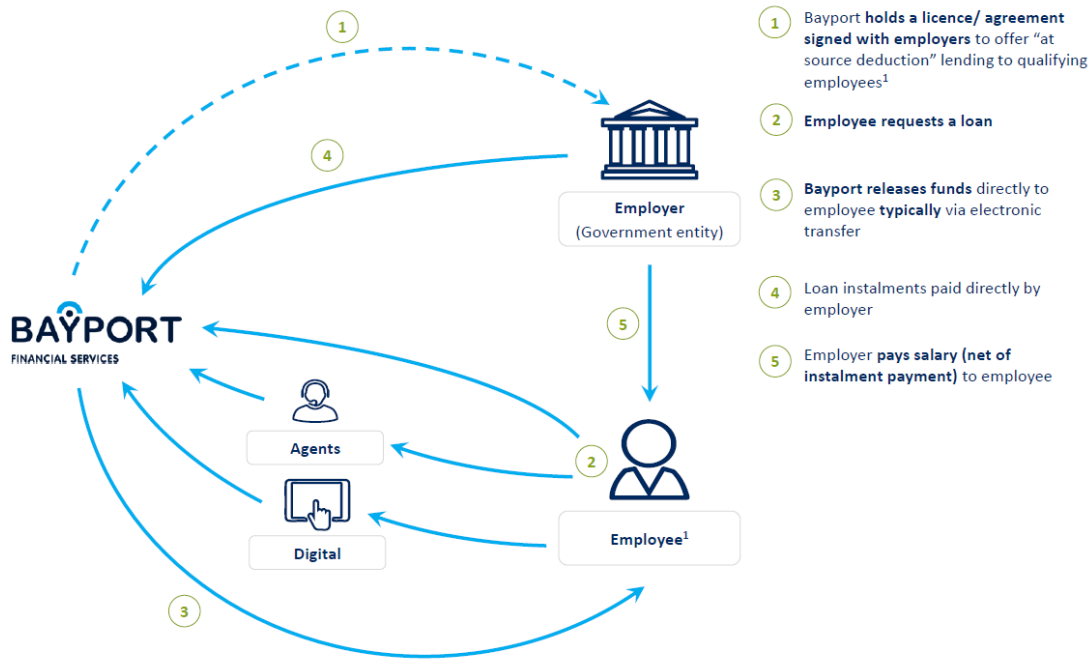 1
Bayport holds a licence/ agreement
signed with employers to offer “at
source deduction” lending to qualifying
employees1
2
Employee requests a loan
3
Bayport releases funds directly to
employee typically via electronic
transfer
4
Loan instalments paid directly by
employer
5
Employer pays salary (net of
instalment payment) to employee
1
4
Employer
(Government entity)
5
BAYPORT
FINANCIAL SERVICES
Agents
2
Digital
Employee1
3